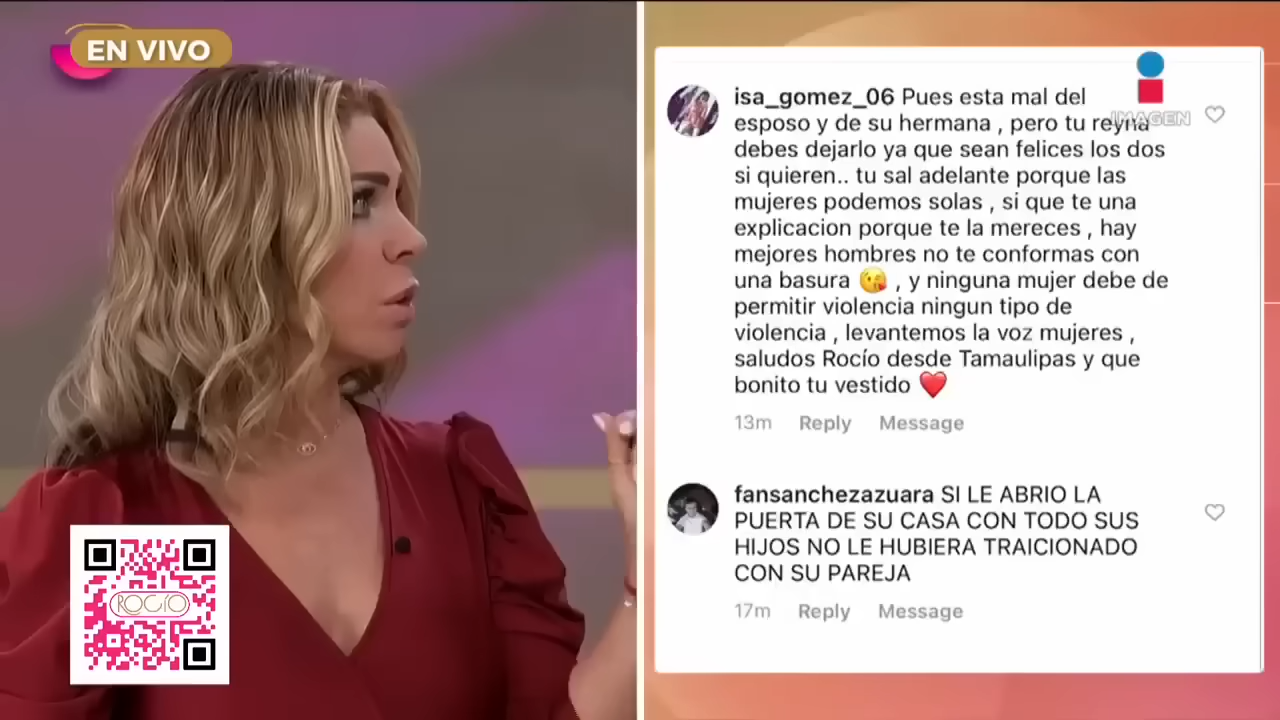 EN VIVO
ROCÍO
IMAGEN
isa_gomez_06 Pues esta mal del
esposo y de su hermana , pero tu reyna
debes dejarlo ya que sean felices los dos
si quieren.. tu sal adelante porque las
mujeres podemos solas , si que te una
explicacion porque te la mereces , hay
mejores hombres no te conformas con
una basura 😘 , y ninguna mujer debe de
permitir violencia ningun tipo de
violencia , levantemos la voz mujeres ,
saludos Rocío desde Tamaulipas y que
bonito tu vestido ❤️
13m Reply Message
fansanchezazuara SI LE ABRIO LA
PUERTA DE SU CASA CON TODO SUS
HIJOS NO LE HUBIERA TRAICIONADO
CON SU PAREJA
17m Reply Message